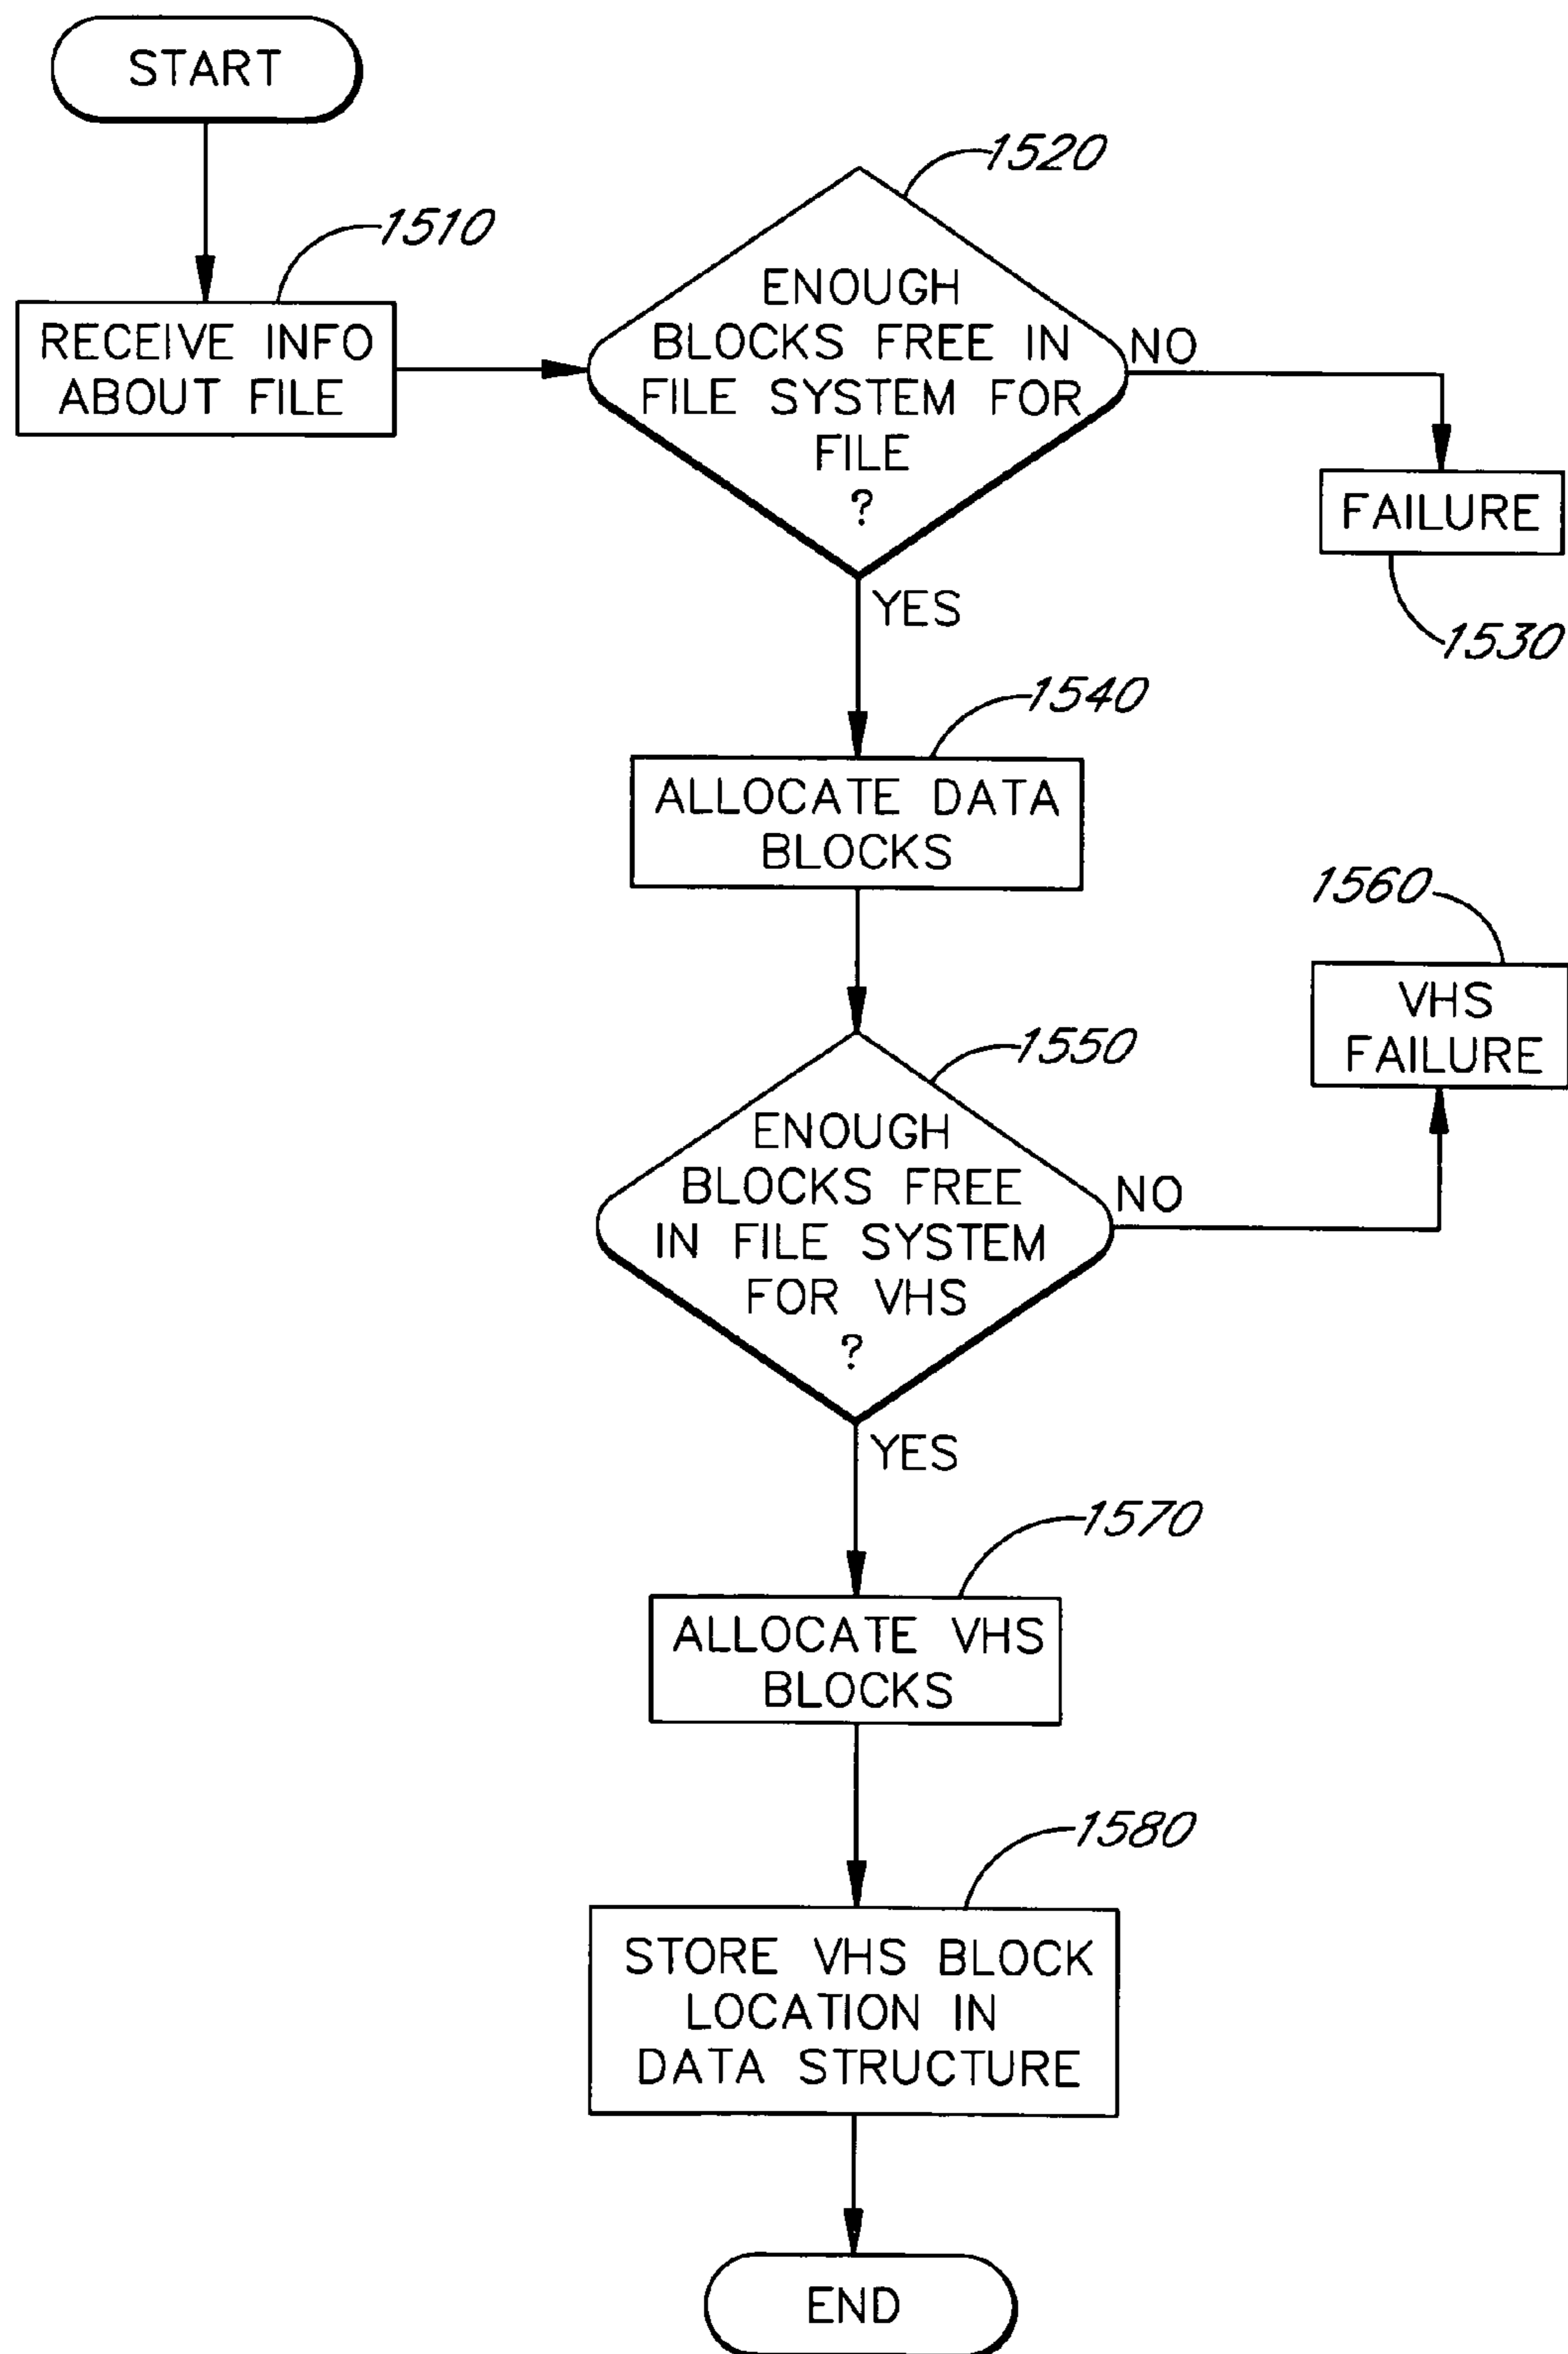 START
1510
RECEIVE INFO
ABOUT FILE
1520
ENOUGH
BLOCKS FREE IN
FILE SYSTEM FOR
FILE
?
NO
FAILURE
1530
YES
1540
ALLOCATE DATA
BLOCKS
1550
ENOUGH
BLOCKS FREE
IN FILE SYSTEM
FOR VHS
?
NO
1560
VHS
FAILURE
YES
1570
ALLOCATE VHS
BLOCKS
1580
STORE VHS BLOCK
LOCATION IN
DATA STRUCTURE
END